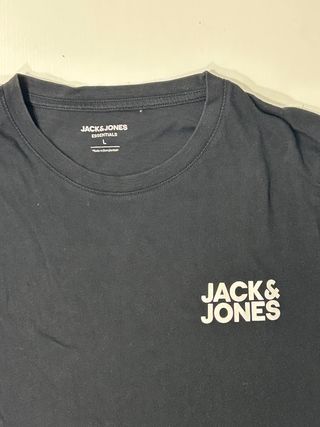 JACK&JONES
ESSENTIALS
L
Made in Bangladesh
JACK&
JONES